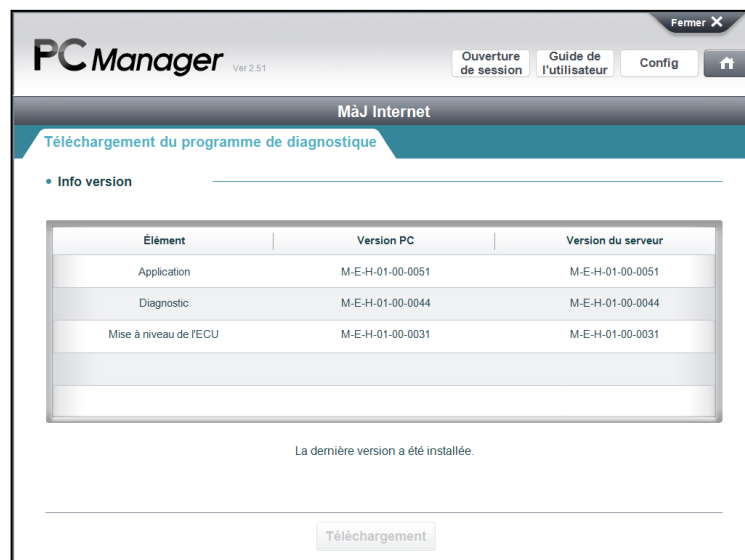 Fermer
PC Manager Ver 2.51
Ouverture de session Guide de l'utilisateur Config
MàJ Internet
Téléchargement du programme de diagnostique
• Info version
Élément Version PC Version du serveur
Application M-E-H-01-00-0051 M-E-H-01-00-0051
Diagnostic M-E-H-01-00-0044 M-E-H-01-00-0044
Mise à niveau de l'ECU M-E-H-01-00-0031 M-E-H-01-00-0031
La dernière version a été installée.
Téléchargement